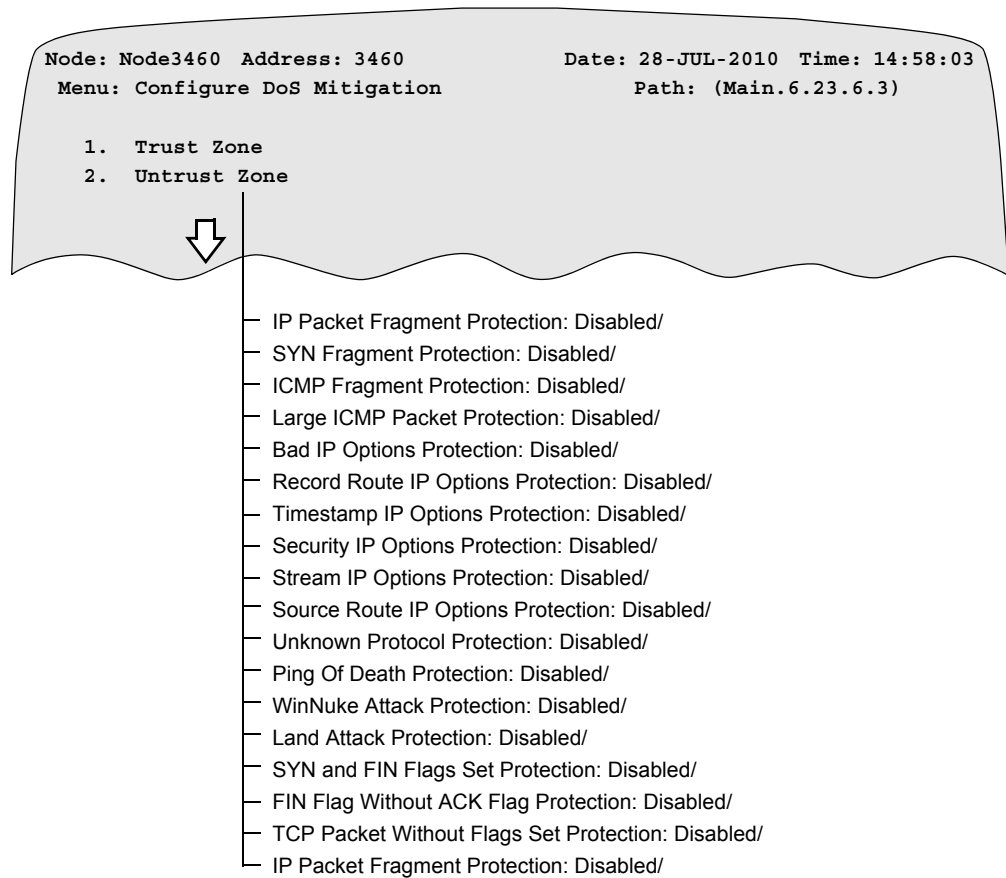 Node: Node3460 Address: 3460 Date: 28-JUL-2010 Time: 14:58:03
Menu: Configure DoS Mitigation Path: (Main.6.23.6.3)
1. Trust Zone
2. Untrust Zone
IP Packet Fragment Protection: Disabled/
SYN Fragment Protection: Disabled/
ICMP Fragment Protection: Disabled/
Large ICMP Packet Protection: Disabled/
Bad IP Options Protection: Disabled/
Record Route IP Options Protection: Disabled/
Timestamp IP Options Protection: Disabled/
Security IP Options Protection: Disabled/
Stream IP Options Protection: Disabled/
Source Route IP Options Protection: Disabled/
Unknown Protocol Protection: Disabled/
Ping Of Death Protection: Disabled/
WinNuke Attack Protection: Disabled/
Land Attack Protection: Disabled/
SYN and FIN Flags Set Protection: Disabled/
FIN Flag Without ACK Flag Protection: Disabled/
TCP Packet Without Flags Set Protection: Disabled/
IP Packet Fragment Protection: Disabled/